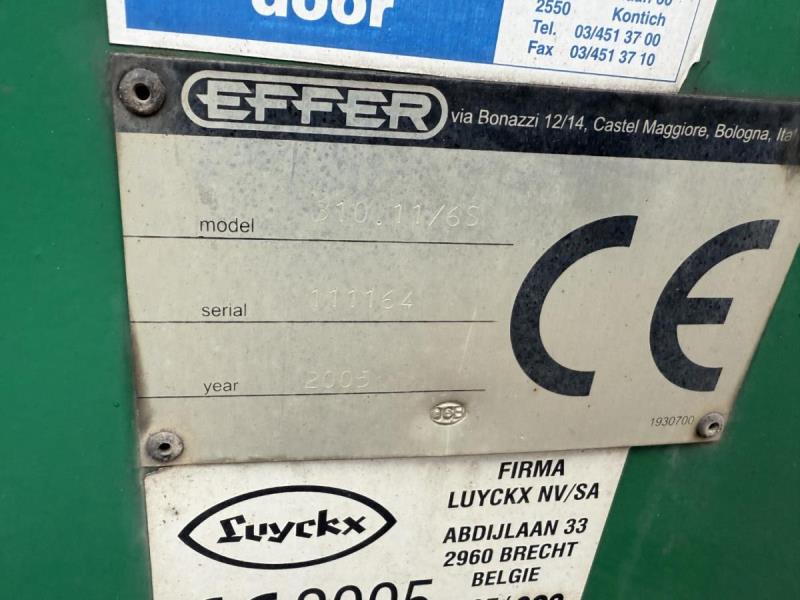 door
2550 Kontich
Tel. 03/451 37 00
Fax 03/451 37 10
EFFER
via Bonazzi 12/14, Castel Maggiore, Bologna,
model 310.11/6S
serial 111164
year 2005
CE
1930700
FIRMA
LUYCKX NV/SA
Luyckx
ABDIJLAAN 33
2960 BRECHT
BELGIE
2005